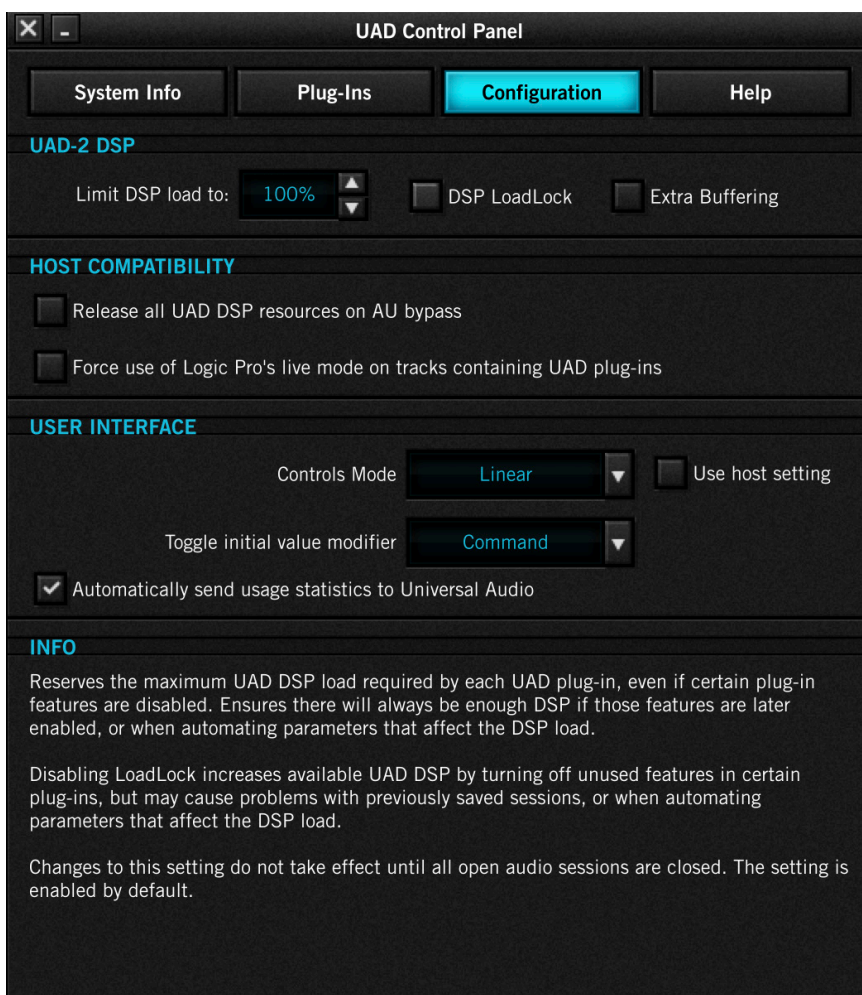 UAD Control Panel
System Info Plug-Ins Configuration Help
UAD-2 DSP
Limit DSP load to: 100% DSP LoadLock Extra Buffering
HOST COMPATIBILITY
Release all UAD DSP resources on AU bypass
Force use of Logic Pro's live mode on tracks containing UAD plug-ins
USER INTERFACE
Controls Mode Linear Use host setting
Toggle initial value modifier Command
Automatically send usage statistics to Universal Audio
INFO
Reserves the maximum UAD DSP load required by each UAD plug-in, even if certain plug-in
features are disabled. Ensures there will always be enough DSP if those features are later
enabled, or when automating parameters that affect the DSP load.
Disabling LoadLock increases available UAD DSP by turning off unused features in certain
plug-ins, but may cause problems with previously saved sessions, or when automating
parameters that affect the DSP load.
Changes to this setting do not take effect until all open audio sessions are closed. The setting is
enabled by default.